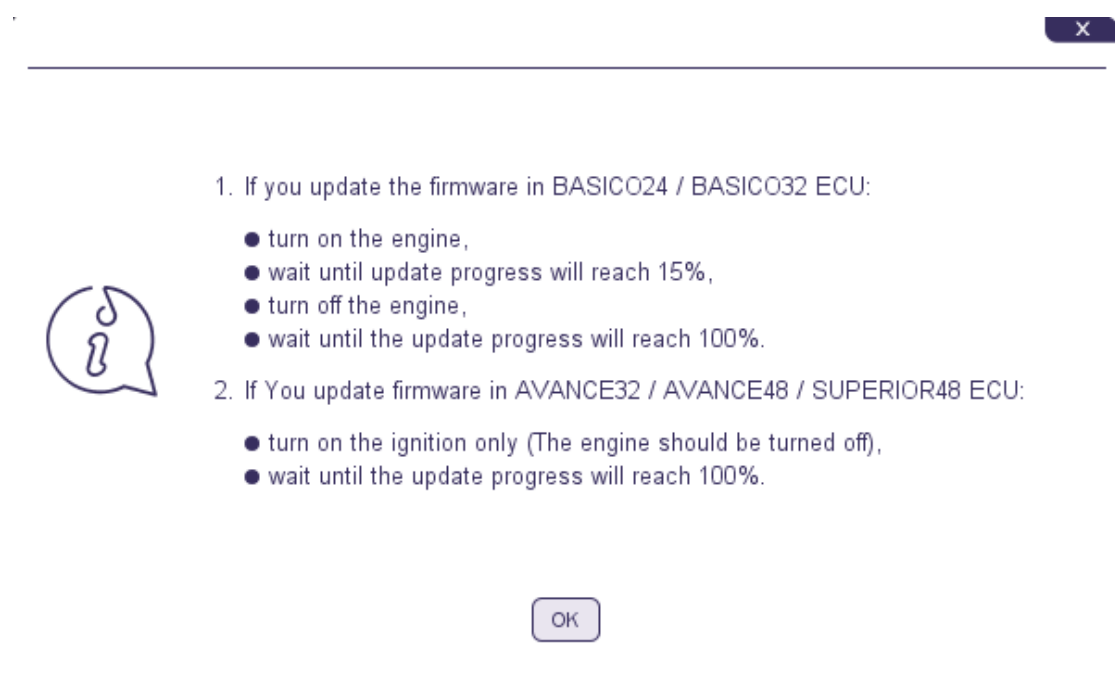 X
1. If you update the firmware in BASICO24 / BASICO32 ECU:
● turn on the engine,
● wait until update progress will reach 15%,
● turn off the engine,
● wait until the update progress will reach 100%.
2. If You update firmware in AVANCE32 / AVANCE48 / SUPERIOR48 ECU:
● turn on the ignition only (The engine should be turned off),
● wait until the update progress will reach 100%.
OK